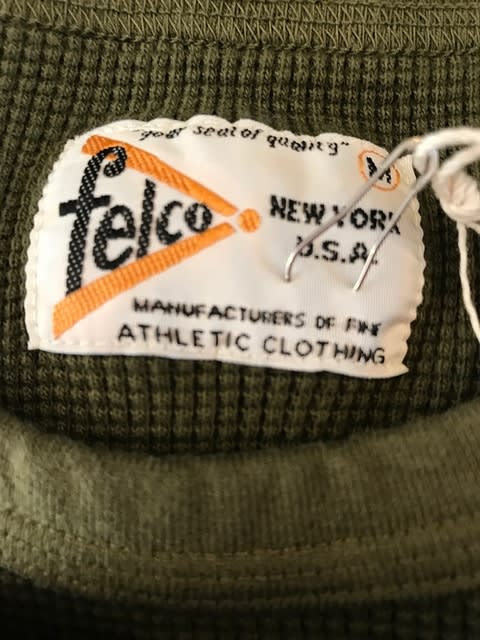 "your seal of quality"
M
felco
NEW YORK
U.S.A.
MANUFACTURERS OF FINE
ATHLETIC CLOTHING